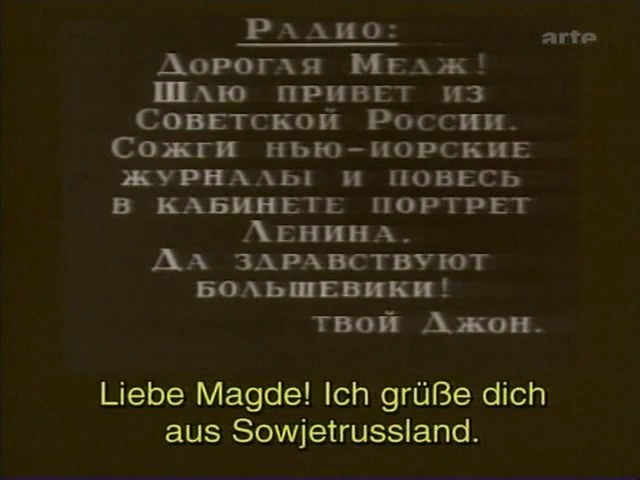 РАДИО:
arte
ДОРОГАЯ МЕДЖ!
ШЛЮ ПРИВЕТ ИЗ
СОВЕТСКОЙ РОССИИ.
СОЖГИ НЬЮ-ИОРСКИЕ
ЖУРНАЛЫ И ПОВЕСЬ
В КАБИНЕТЕ ПОРТРЕТ
ЛЕНИНА.
ДА ЗДРАВСТВУЮТ
БОЛЬШЕВИКИ!
ТВОЙ ДЖОН.
Liebe Magde! Ich grüße dich
aus Sowjetrussland.